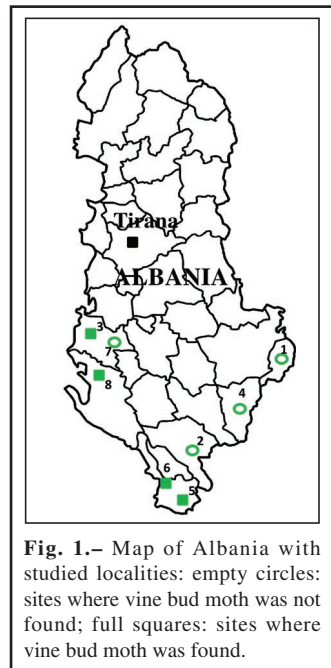 Tirana
ALBANIA
3
7
1
8
4
2
6
5
Fig. 1.– Map of Albania with
studied localities: empty circles:
sites where vine bud moth was not
found; full squares: sites where
vine bud moth was found.